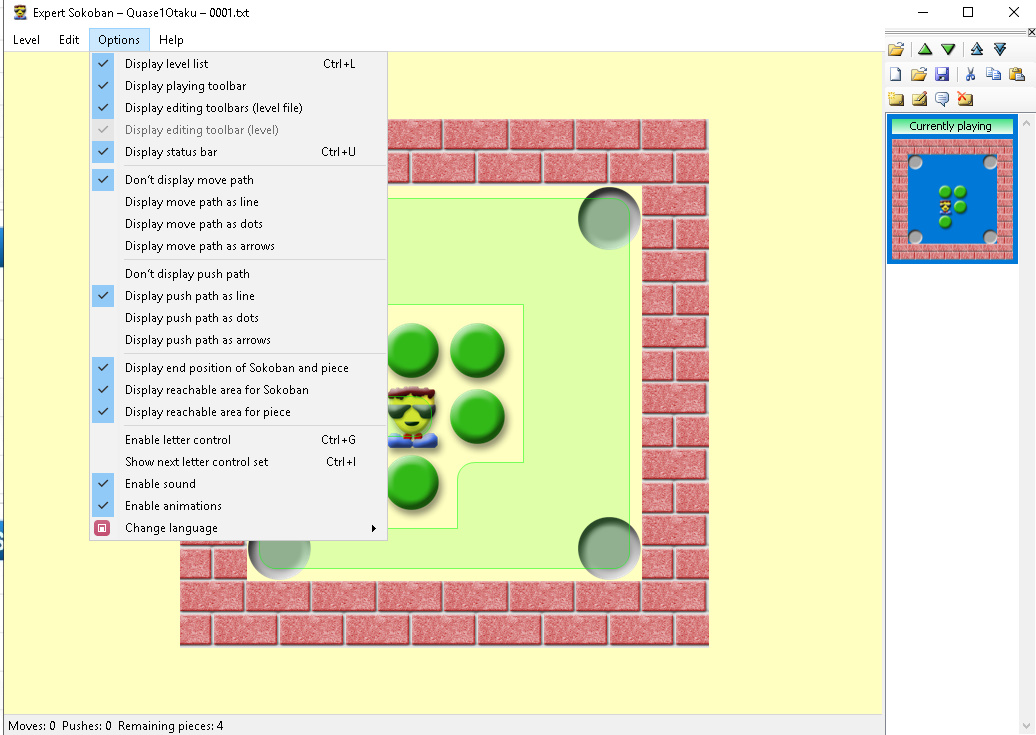 Expert Sokoban – Quase1Otaku – 0001.txt
Level Edit Options Help
Display level list Ctrl+L
Display playing toolbar
Display editing toolbars (level file)
Display editing toolbar (level)
Display status bar Ctrl+U
Don't display move path
Display move path as line
Display move path as dots
Display move path as arrows
Don't display push path
Display push path as line
Display push path as dots
Display push path as arrows
Display end position of Sokoban and piece
Display reachable area for Sokoban
Display reachable area for piece
Enable letter control Ctrl+G
Show next letter control set Ctrl+I
Enable sound
Enable animations
Change language
Currently playing
Moves: 0 Pushes: 0 Remaining pieces: 4